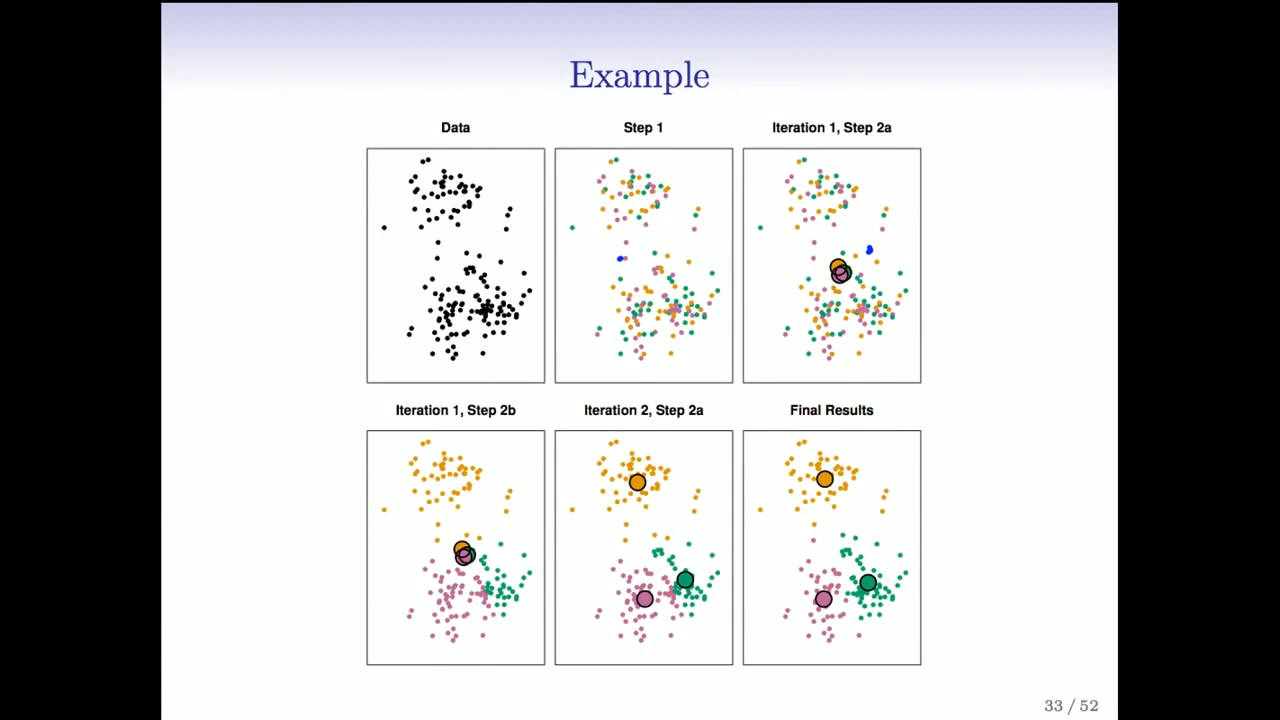 Example
Data
Step 1
Iteration 1, Step 2a
Iteration 1, Step 2b
Iteration 2, Step 2a
Final Results
33 / 52